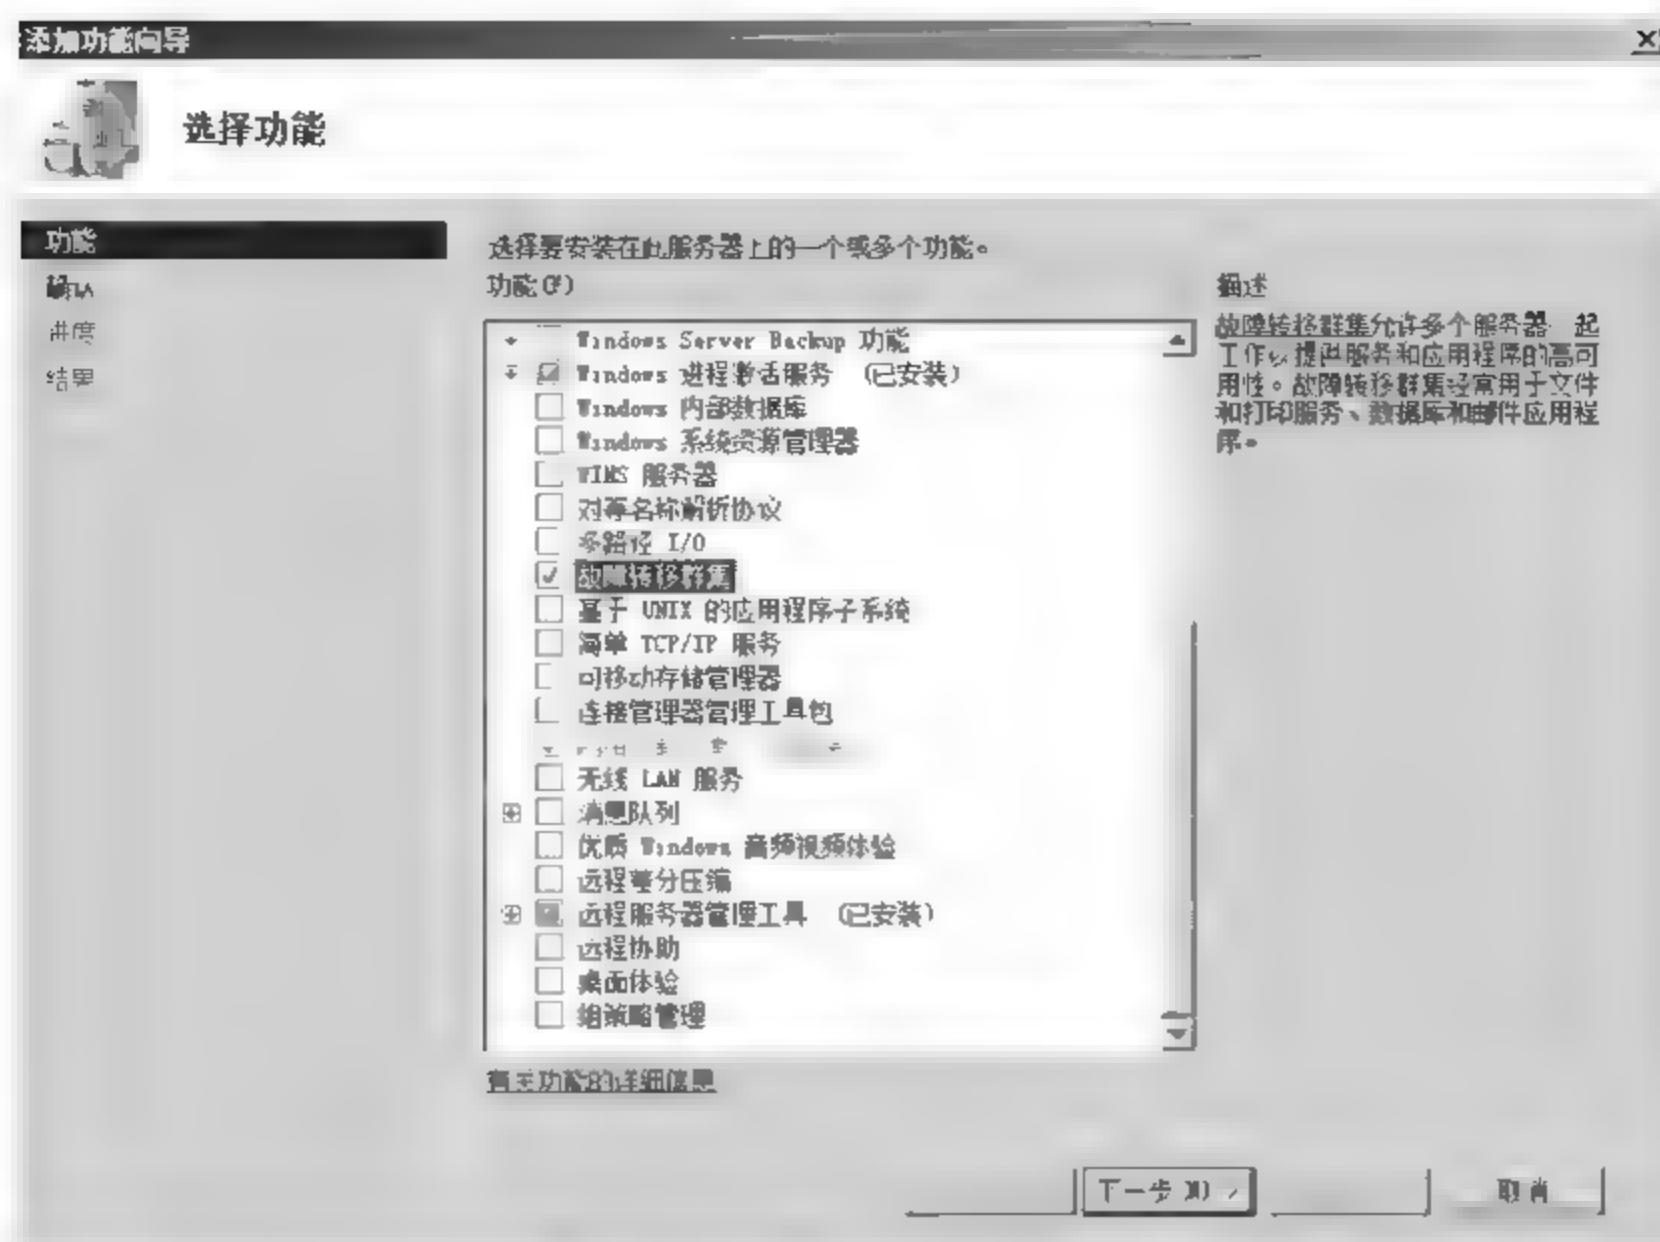 添加功能向导
选择功能
功能
确认
进度
结果
选择要安装在此服务器上的一个或多个功能。
功能(F)
Windows Server Backup 功能
Windows 进程激活服务 (已安装)
Windows 内部数据库
Windows 系统资源管理器
WINS 服务器
对等名称解析协议
多路径 I/O
故障转移群集
基于 UNIX 的应用程序子系统
简单 TCP/IP 服务
可移动存储管理器
连接管理器管理工具包
无线 LAN 服务
消息队列
优质 Windows 音频视频体验
远程差分压缩
远程服务器管理工具 (已安装)
远程协助
桌面体验
组策略管理
有关功能的详细信息
描述
故障转移群集允许多个服务器 起
工作以提供服务和应用程序的高可
用性。故障转移群集经常用于文件
和打印服务、数据库和邮件应用程
序。
下一步(N)
取消